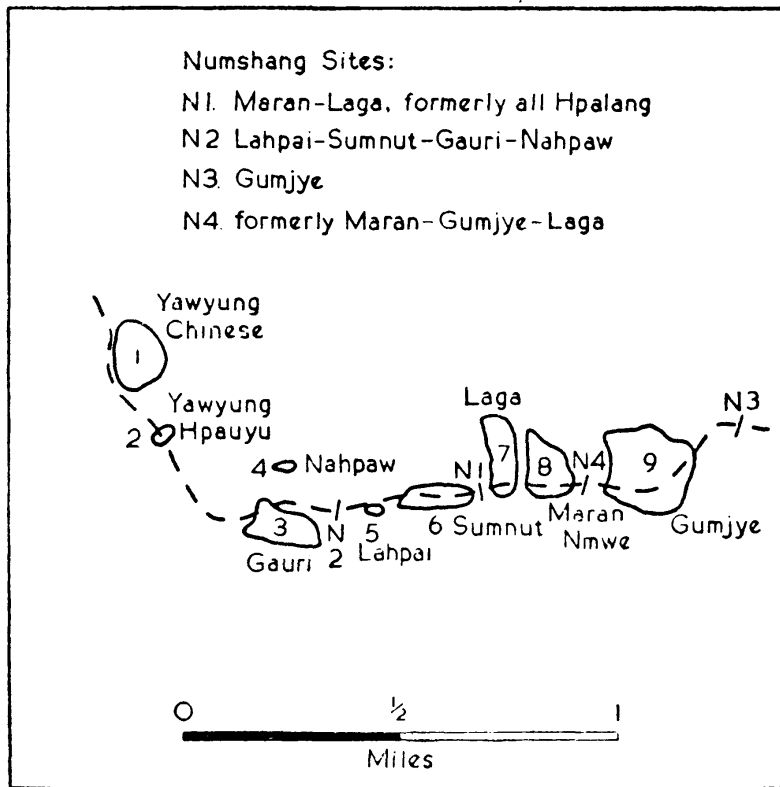 Numshang Sites:
N1. Maran-Laga, formerly all Hpalang
N2 Lahpai-Sumnut-Gauri-Nahpaw
N3. Gumjye
N4. formerly Maran-Gumjye-Laga
Yawyung
Chinese
1
Yawyung
Hpauyu
2
Laga
N3
4 Nahpaw
N1
7
8
N4
9
3
N
2
5
6 Sumnut
Maran
Nmwe
Gumjye
Gauri
Lahpai
0 ½ 1
Miles